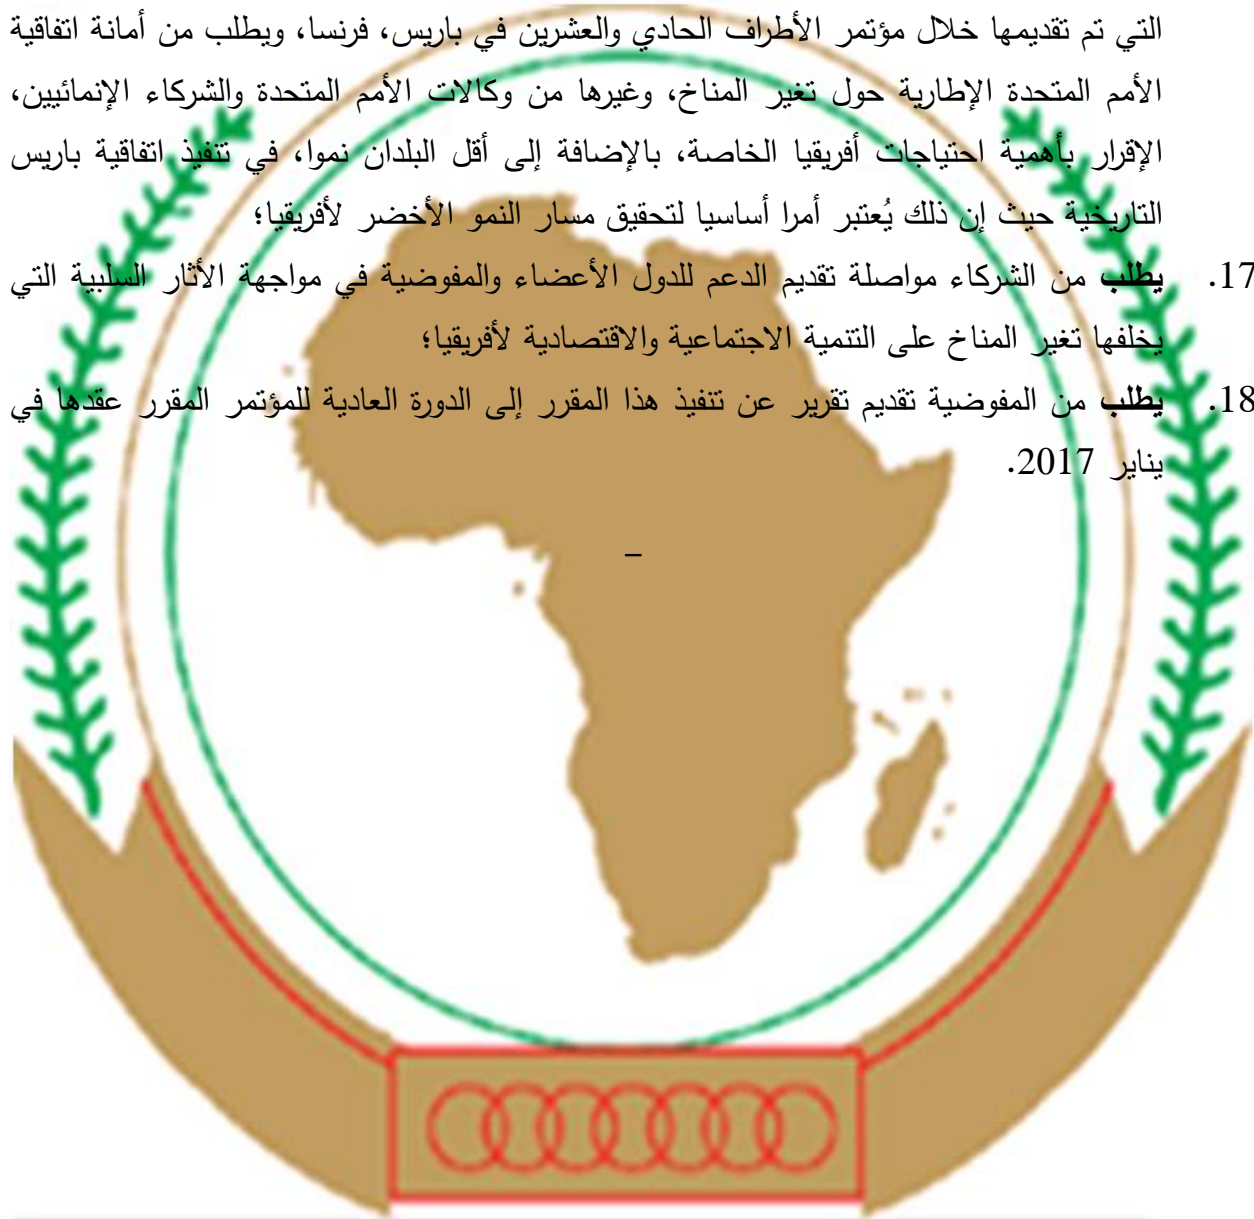 التي تم تقديمها خلال مؤتمر الأطراف الحادي والعشرين في باريس، فرنسا، ويطلب من أمانة اتفاقية
الأمم المتحدة الإطارية حول تغير المناخ، وغيرها من وكالات الأمم المتحدة والشركاء الإنمائيين،
الإقرار بأهمية احتياجات أفريقيا الخاصة، بالإضافة إلى أقل البلدان نموا، في تنفيذ اتفاقية باريس
التاريخية حيث إن ذلك يُعتبر أمرا أساسيا لتحقيق مسار النمو الأخضر لأفريقيا؛
17. يطلب من الشركاء مواصلة تقديم الدعم للدول الأعضاء والمفوضية في مواجهة الأثار السلبية التي
يخلفها تغير المناخ على التنمية الاجتماعية والاقتصادية لأفريقيا؛
18. يطلب من المفوضية تقديم تقرير عن تنفيذ هذا المقرر إلى الدورة العادية للمؤتمر المقرر عقدها في
يناير 2017.
–